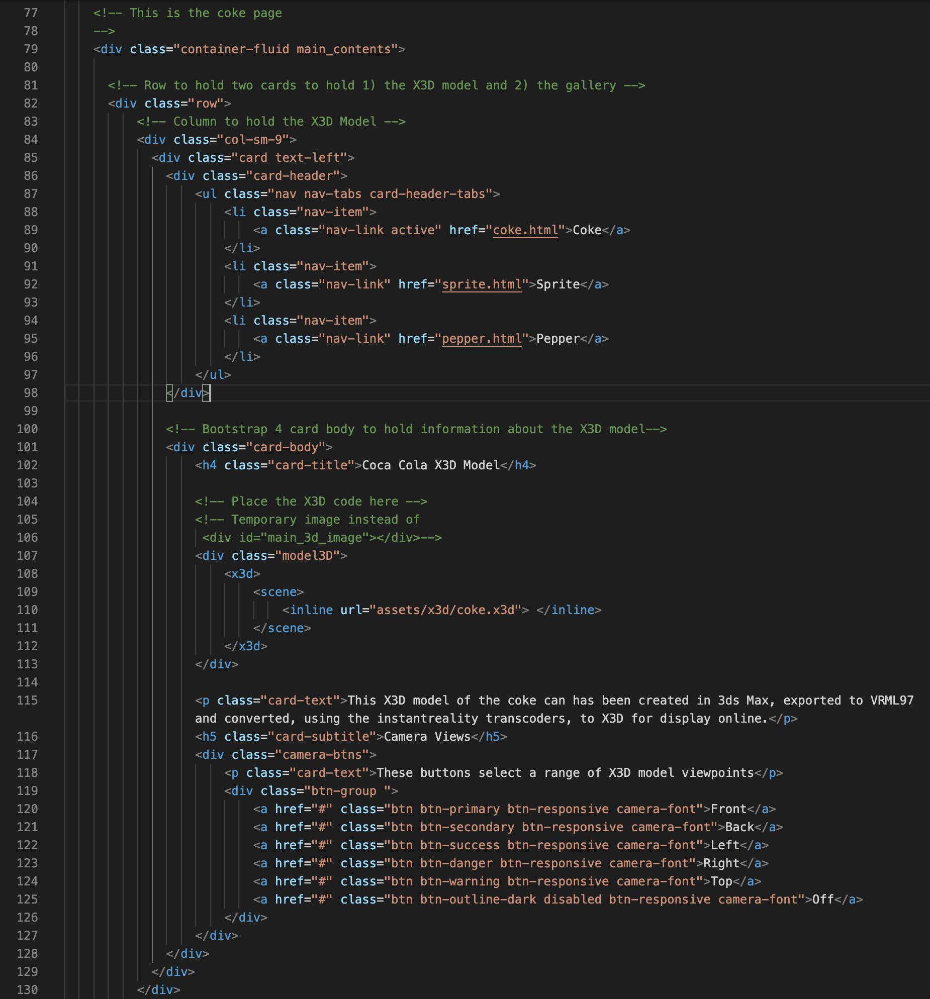 77 <!-- This is the coke page
78 -->
79 <div class="container-fluid main_contents">
80
81 <!-- Row to hold two cards to hold 1) the X3D model and 2) the gallery -->
82 <div class="row">
83 <!-- Column to hold the X3D Model -->
84 <div class="col-sm-9">
85 <div class="card text-left">
86 <div class="card-header">
87 <ul class="nav nav-tabs card-header-tabs">
88 <li class="nav-item">
89 <a class="nav-link active" href="coke.html">Coke</a>
90 </li>
91 <li class="nav-item">
92 <a class="nav-link" href="sprite.html">Sprite</a>
93 </li>
94 <li class="nav-item">
95 <a class="nav-link" href="pepper.html">Pepper</a>
96 </li>
97 </ul>
98 </div>
99
100 <!-- Bootstrap 4 card body to hold information about the X3D model-->
101 <div class="card-body">
102 <h4 class="card-title">Coca Cola X3D Model</h4>
103
104 <!-- Place the X3D code here -->
105 <!-- Temporary image instead of
106 <div id="main_3d_image"></div>-->
107 <div class="model3D">
108 <x3d>
109 <scene>
110 <inline url="assets/x3d/coke.x3d"> </inline>
111 </scene>
112 </x3d>
113 </div>
114
115 <p class="card-text">This X3D model of the coke can has been created in 3ds Max, exported to VRML97
and converted, using the instantreality transcoders, to X3D for display online.</p>
116 <h5 class="card-subtitle">Camera Views</h5>
117 <div class="camera-btns">
118 <p class="card-text">These buttons select a range of X3D model viewpoints</p>
119 <div class="btn-group ">
120 <a href="#" class="btn btn-primary btn-responsive camera-font">Front</a>
121 <a href="#" class="btn btn-secondary btn-responsive camera-font">Back</a>
122 <a href="#" class="btn btn-success btn-responsive camera-font">Left</a>
123 <a href="#" class="btn btn-danger btn-responsive camera-font">Right</a>
124 <a href="#" class="btn btn-warning btn-responsive camera-font">Top</a>
125 <a href="#" class="btn btn-outline-dark disabled btn-responsive camera-font">Off</a>
126 </div>
127 </div>
128 </div>
129 </div>
130 </div>